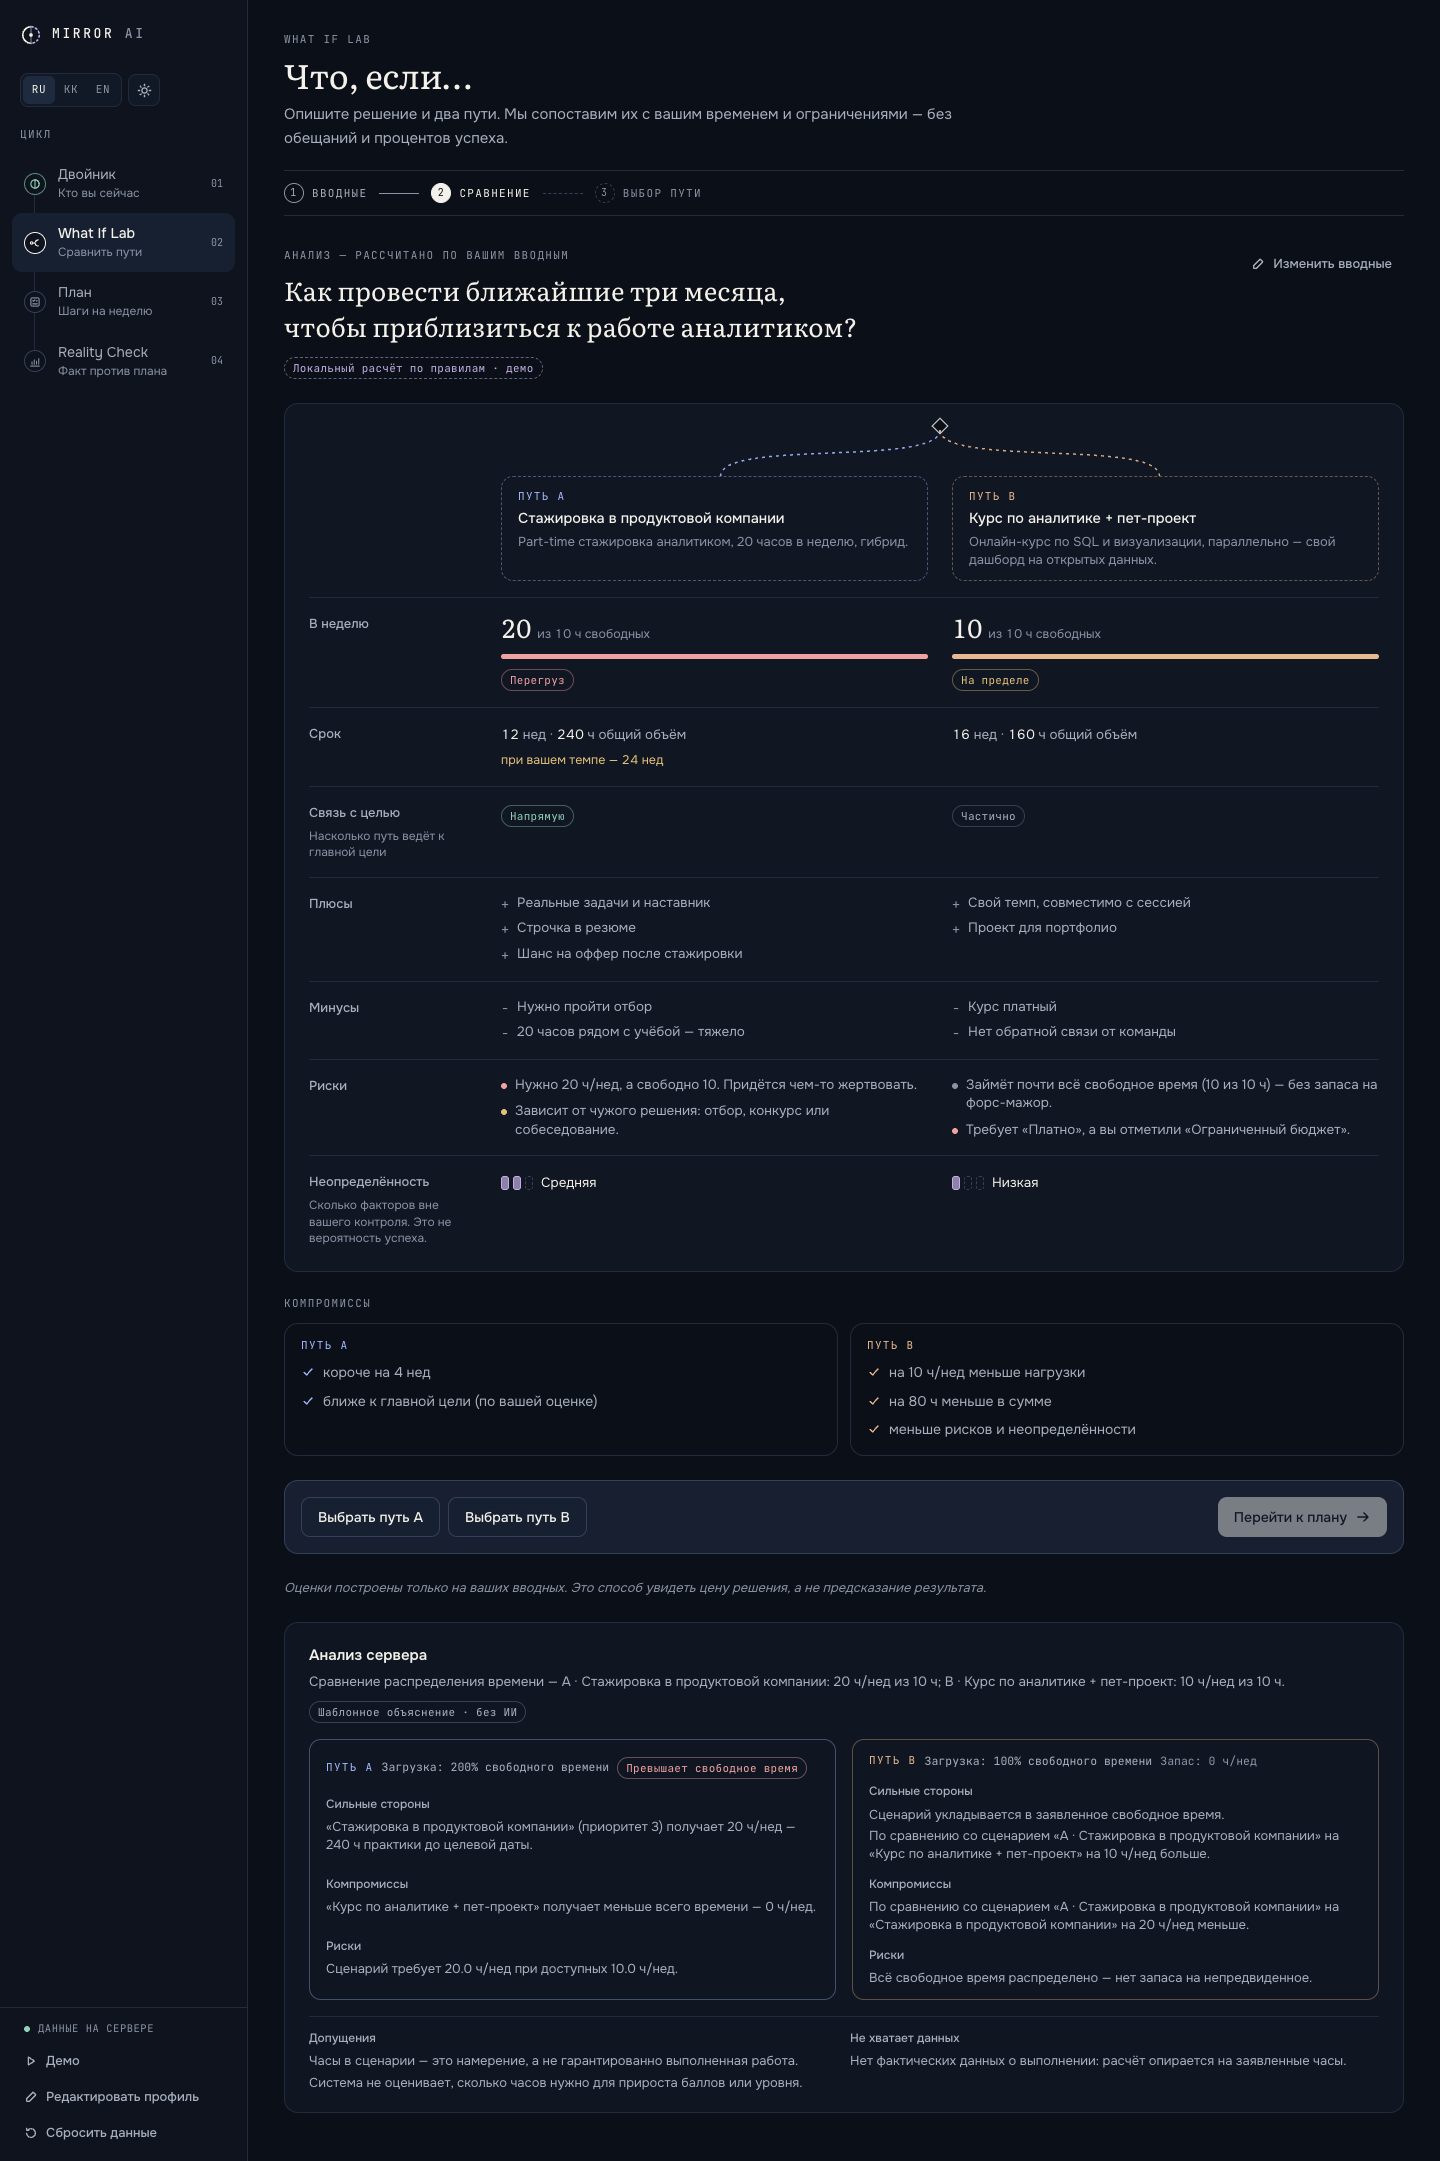 MIRROR AI
RU KK EN
ЦИКЛ
Двойник
Кто вы сейчас
01
What If Lab
Сравнить пути
02
План
Шаги на неделю
03
Reality Check
Факт против плана
04
ДАННЫЕ НА СЕРВЕРЕ
Демо
Редактировать профиль
Сбросить данные
WHAT IF LAB
Что, если…
Опишите решение и два пути. Мы сопоставим их с вашим временем и ограничениями — без
обещаний и процентов успеха.
1 ВВОДНЫЕ 2 СРАВНЕНИЕ 3 ВЫБОР ПУТИ
АНАЛИЗ — РАССЧИТАНО ПО ВАШИМ ВВОДНЫМ
Изменить вводные
Как провести ближайшие три месяца,
чтобы приблизиться к работе аналитиком?
Локальный расчёт по правилам · демо
ПУТЬ A
Стажировка в продуктовой компании
Part-time стажировка аналитиком, 20 часов в неделю, гибрид.
ПУТЬ B
Курс по аналитике + пет-проект
Онлайн-курс по SQL и визуализации, параллельно — свой
дашборд на открытых данных.
В неделю
20 из 10 ч свободных
Перегруз
10 из 10 ч свободных
На пределе
Срок
12 нед · 240 ч общий объём
при вашем темпе — 24 нед
16 нед · 160 ч общий объём
Связь с целью
Насколько путь ведёт к
главной цели
Напрямую
Частично
Плюсы
+ Реальные задачи и наставник
+ Строчка в резюме
+ Шанс на оффер после стажировки
+ Свой темп, совместимо с сессией
+ Проект для портфолио
Минусы
- Нужно пройти отбор
- 20 часов рядом с учёбой — тяжело
- Курс платный
- Нет обратной связи от команды
Риски
Нужно 20 ч/нед, а свободно 10. Придётся чем-то жертвовать.
Зависит от чужого решения: отбор, конкурс или
собеседование.
Займёт почти всё свободное время (10 из 10 ч) — без запаса на
форс-мажор.
Требует «Платно», а вы отметили «Ограниченный бюджет».
Неопределённость
Сколько факторов вне
вашего контроля. Это не
вероятность успеха.
Средняя
Низкая
КОМПРОМИССЫ
ПУТЬ A
короче на 4 нед
ближе к главной цели (по вашей оценке)
ПУТЬ B
на 10 ч/нед меньше нагрузки
на 80 ч меньше в сумме
меньше рисков и неопределённости
Выбрать путь A
Выбрать путь B
Перейти к плану
Оценки построены только на ваших вводных. Это способ увидеть цену решения, а не предсказание результата.
Анализ сервера
Сравнение распределения времени — A · Стажировка в продуктовой компании: 20 ч/нед из 10 ч; B · Курс по аналитике + пет-проект: 10 ч/нед из 10 ч.
Шаблонное объяснение · без ИИ
ПУТЬ A Загрузка: 200% свободного времени Превышает свободное время
Сильные стороны
«Стажировка в продуктовой компании» (приоритет 3) получает 20 ч/нед —
240 ч практики до целевой даты.
Компромиссы
«Курс по аналитике + пет-проект» получает меньше всего времени — 0 ч/нед.
Риски
Сценарий требует 20.0 ч/нед при доступных 10.0 ч/нед.
ПУТЬ B Загрузка: 100% свободного времени Запас: 0 ч/нед
Сильные стороны
Сценарий укладывается в заявленное свободное время.
По сравнению со сценарием «A · Стажировка в продуктовой компании» на
«Курс по аналитике + пет-проект» на 10 ч/нед больше.
Компромиссы
По сравнению со сценарием «A · Стажировка в продуктовой компании» на
«Стажировка в продуктовой компании» на 20 ч/нед меньше.
Риски
Всё свободное время распределено — нет запаса на непредвиденное.
Допущения
Часы в сценарии — это намерение, а не гарантированно выполненная работа.
Система не оценивает, сколько часов нужно для прироста баллов или уровня.
Не хватает данных
Нет фактических данных о выполнении: расчёт опирается на заявленные часы.